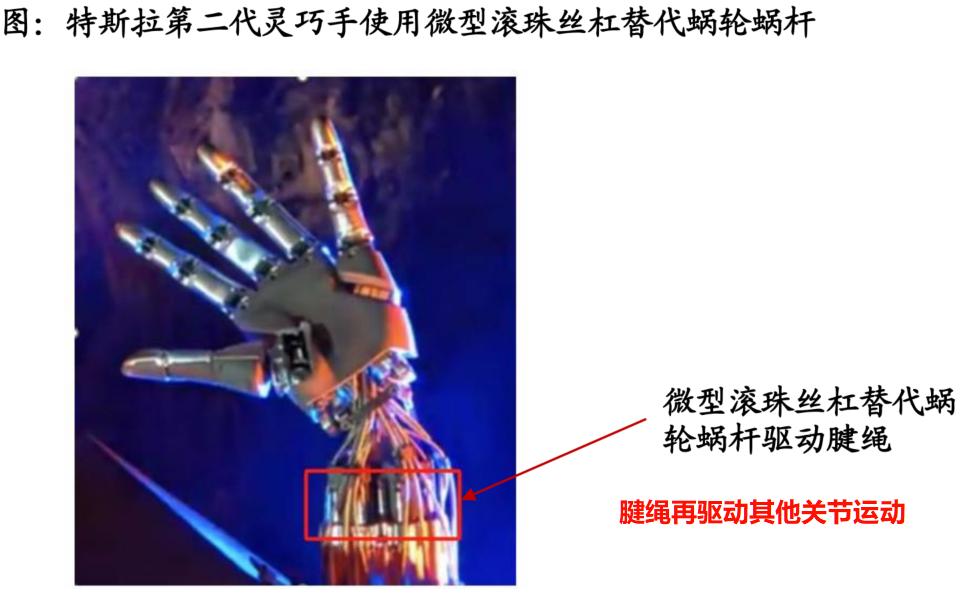 图：特斯拉第二代灵巧手使用微型滚珠丝杠替代蜗轮蜗杆
微型滚珠丝杠替代蜗
轮蜗杆驱动腱绳
腱绳再驱动其他关节运动